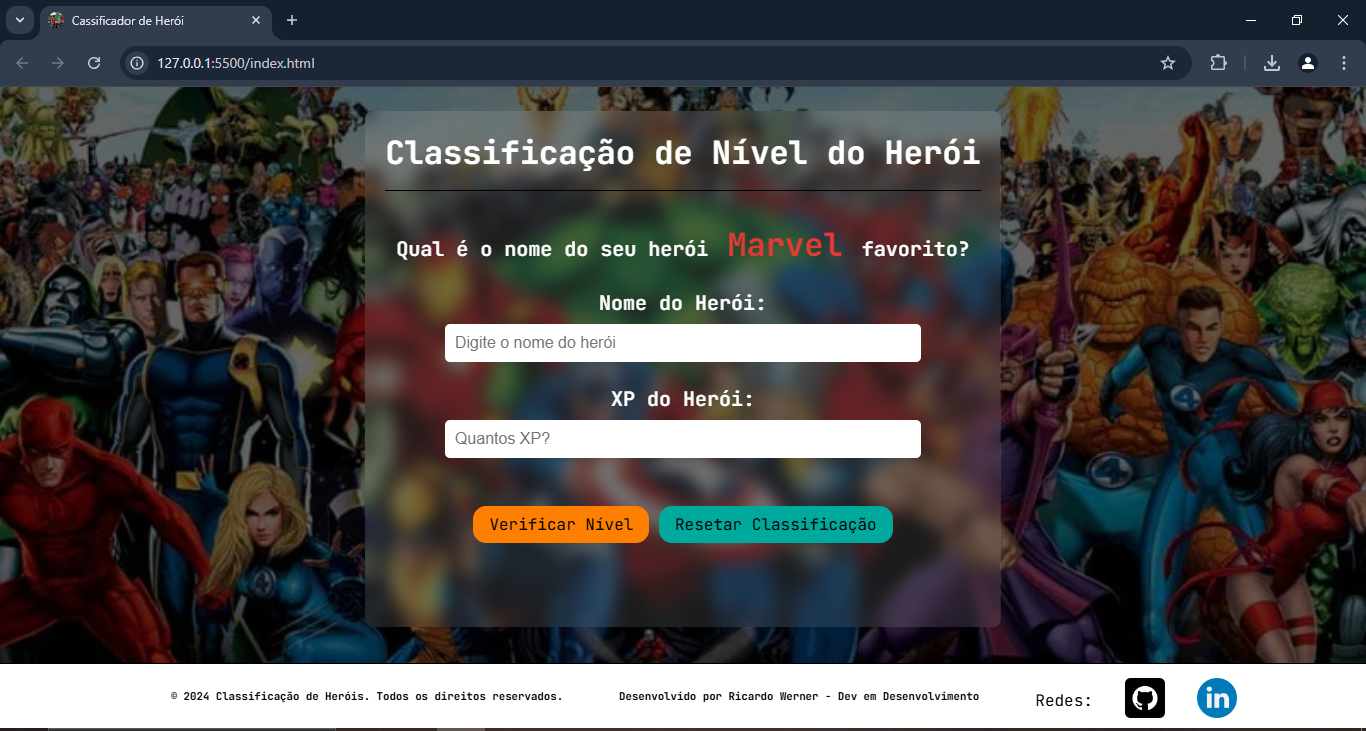 Cassificador de Herói
127.0.0.1:5500/index.html
Classificação de Nível do Herói
Qual é o nome do seu herói Marvel favorito?
Nome do Herói:
Digite o nome do herói
XP do Herói:
Quantos XP?
Verificar Nível Resetar Classificação
© 2024 Classificação de Heróis. Todos os direitos reservados. Desenvolvido por Ricardo Werner - Dev em Desenvolvimento Redes: in